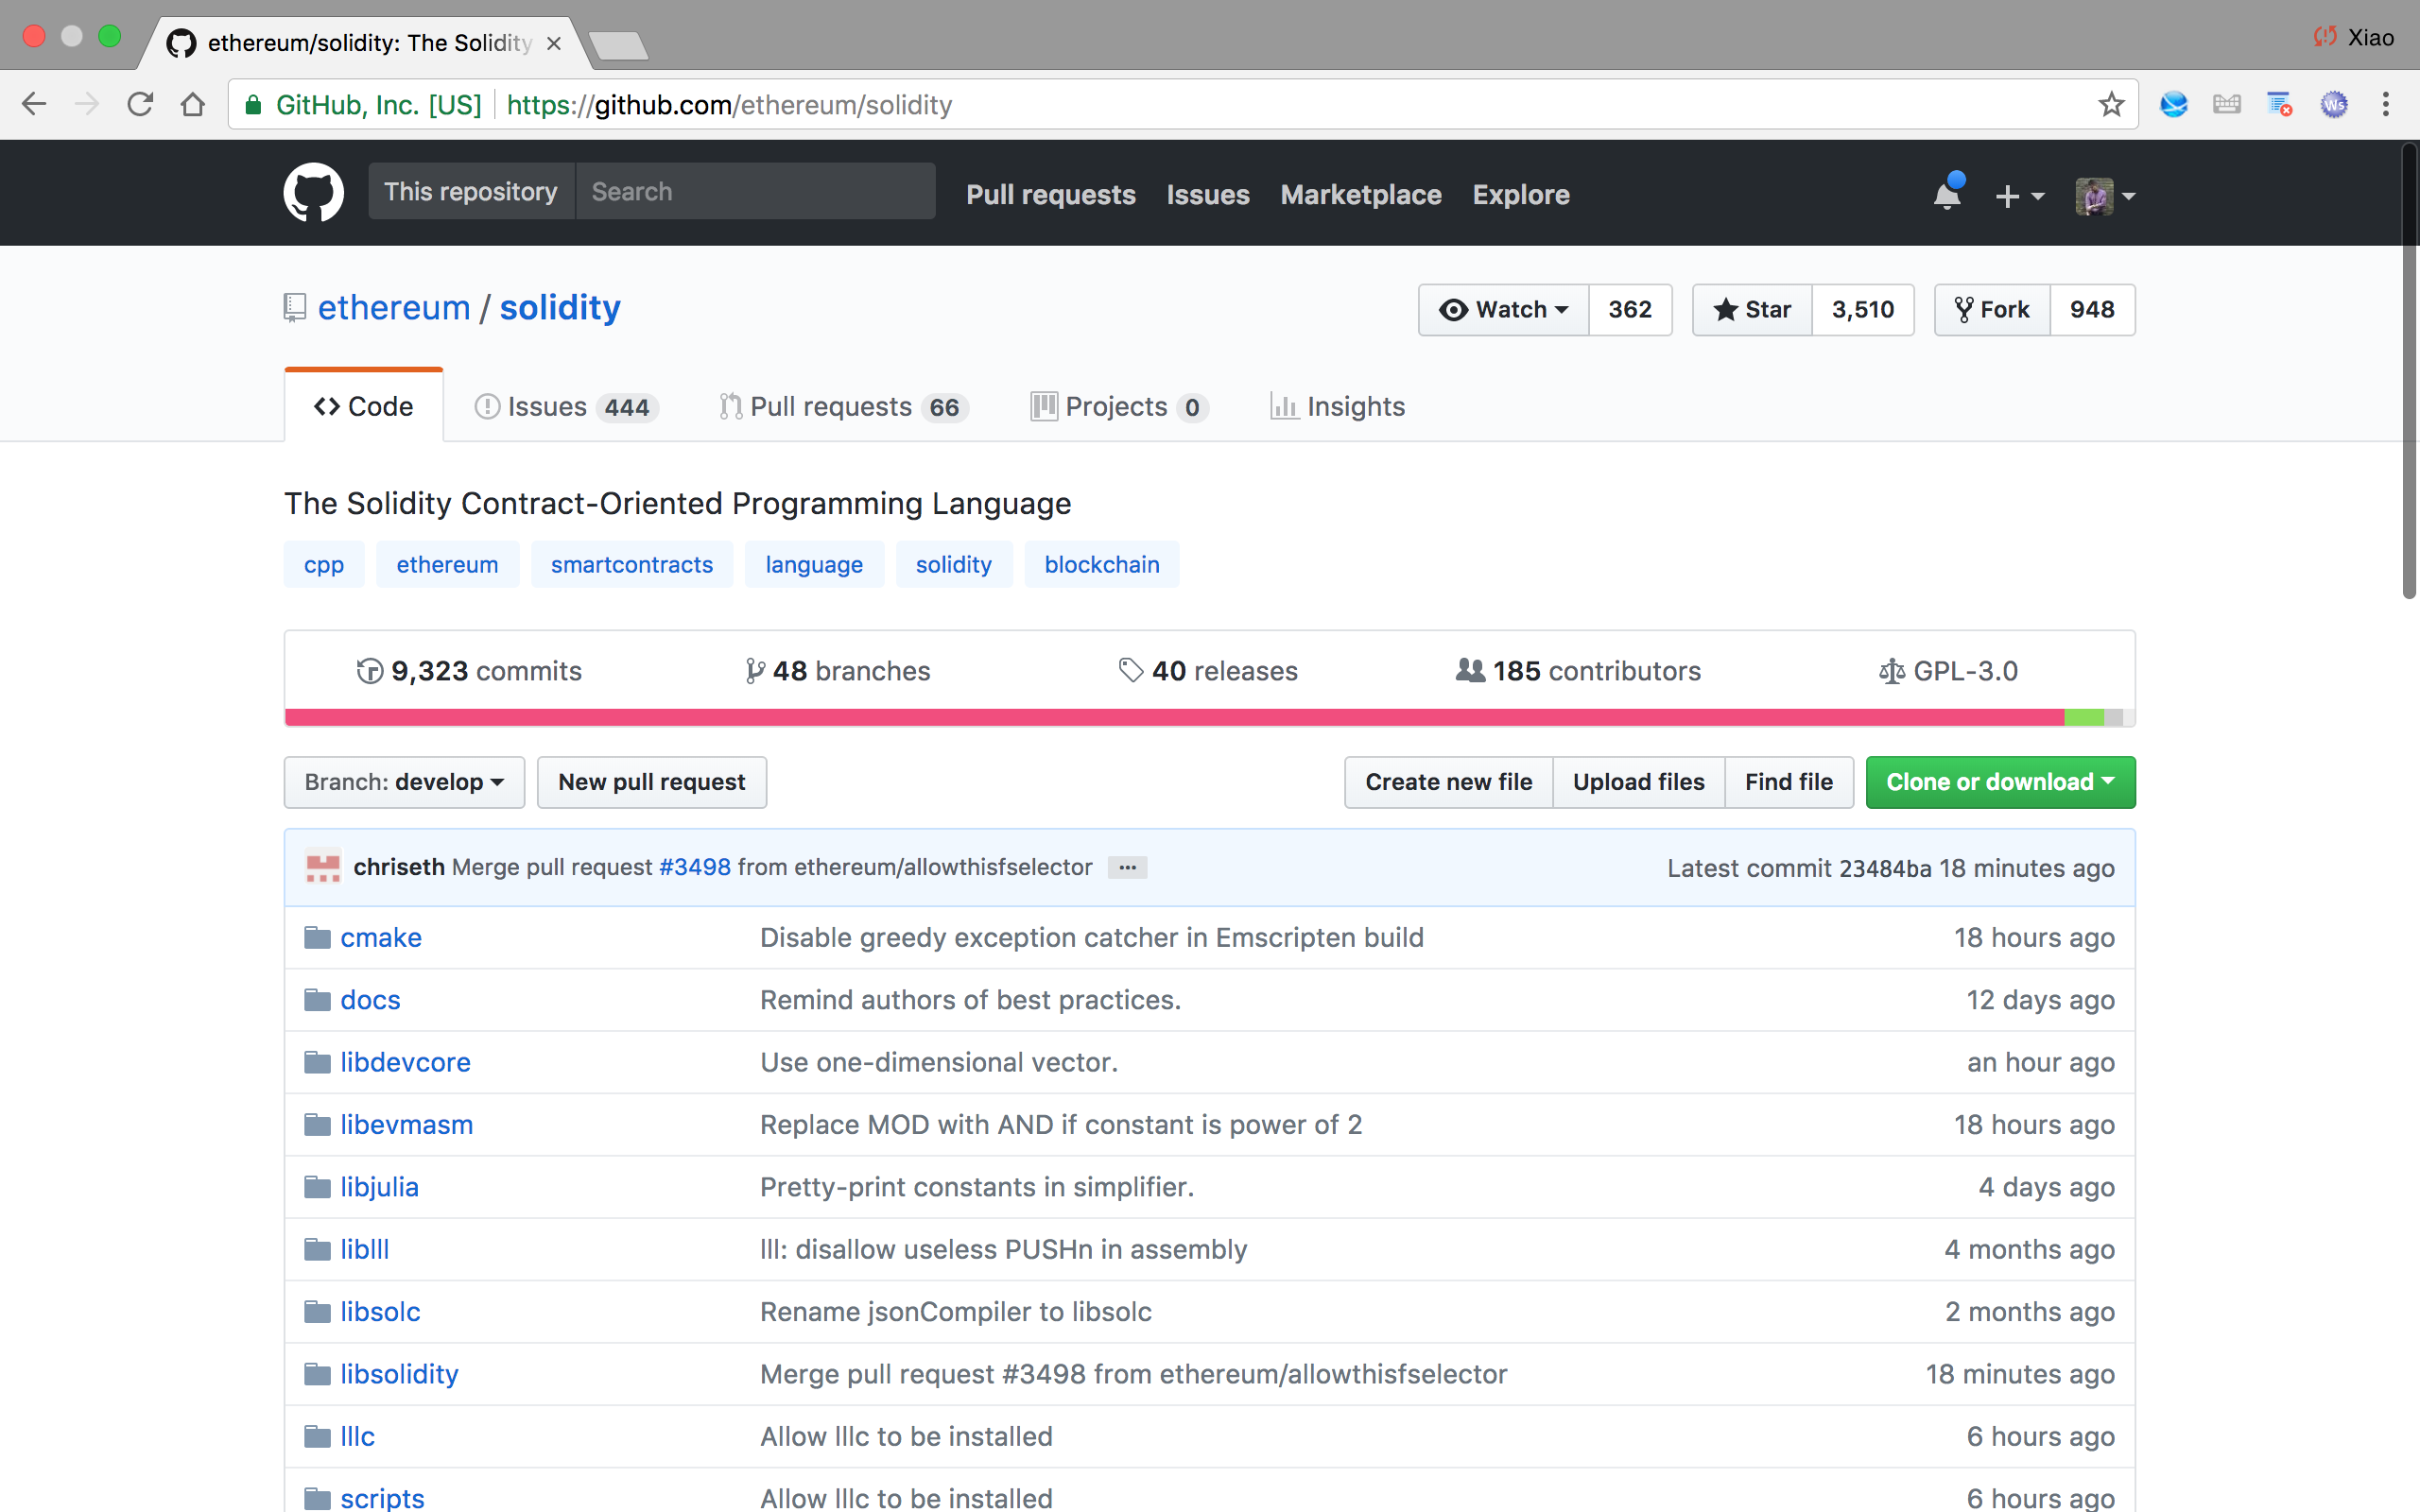 ethereum/solidity: The Solidity
Xiao
GitHub, Inc. [US] https://github.com/ethereum/solidity
Ws
This repository Search Pull requests Issues Marketplace Explore
ethereum / solidity Watch 362 Star 3,510 Fork 948
Code Issues 444 Pull requests 66 Projects 0 Insights
The Solidity Contract-Oriented Programming Language
cpp ethereum smartcontracts language solidity blockchain
9,323 commits 48 branches 40 releases 185 contributors GPL-3.0
Branch: develop New pull request Create new file Upload files Find file Clone or download
chriseth Merge pull request #3498 from ethereum/allowthisfselector ... Latest commit 23484ba 18 minutes ago
cmake Disable greedy exception catcher in Emscripten build 18 hours ago
docs Remind authors of best practices. 12 days ago
libdevcore Use one-dimensional vector. an hour ago
libevmasm Replace MOD with AND if constant is power of 2 18 hours ago
libjulia Pretty-print constants in simplifier. 4 days ago
liblll lll: disallow useless PUSHn in assembly 4 months ago
libsolc Rename jsonCompiler to libsolc 2 months ago
libsolidity Merge pull request #3498 from ethereum/allowthisfselector 18 minutes ago
lllc Allow lllc to be installed 6 hours ago
scripts Allow lllc to be installed 6 hours ago